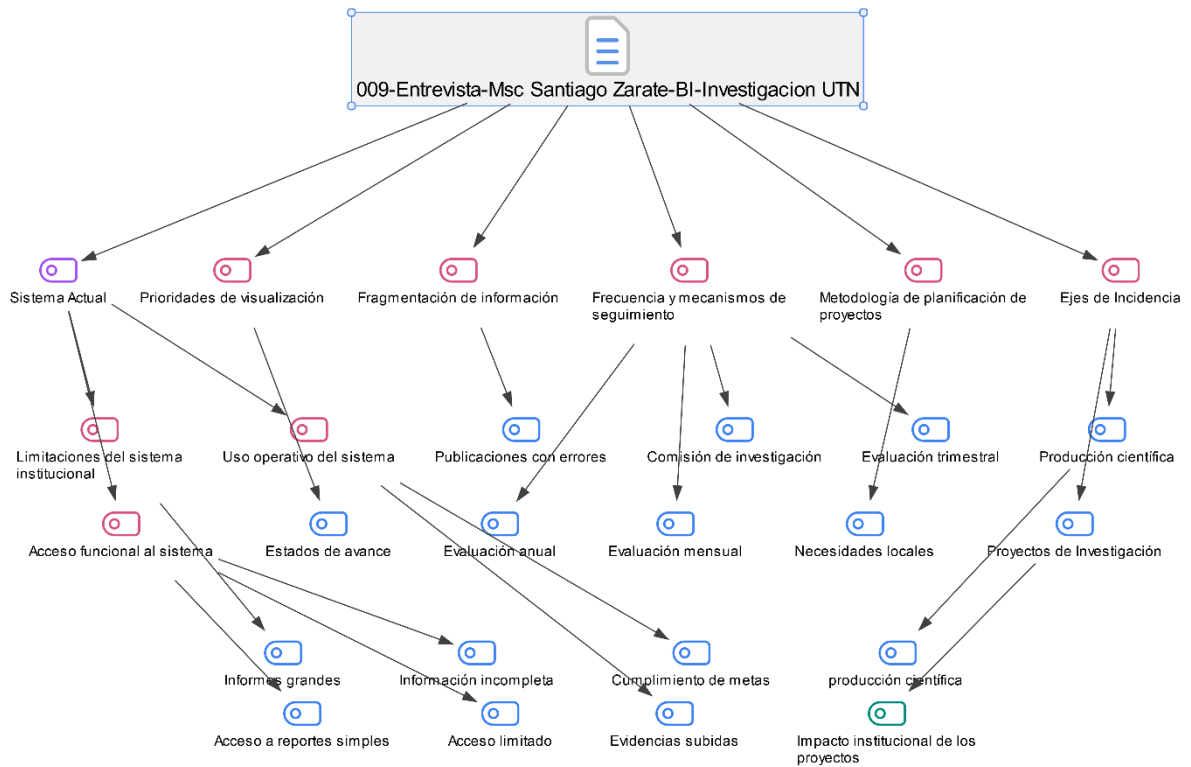 009-Entrevista-Msc Santiago Zarate-BI-Investigacion UTN
Sistema Actual
Prioridades de visualización
Fragmentación de información
Frecuencia y mecanismos de
seguimiento
Metodología de planificación de
proyectos
Ejes de Incidencia
Limitaciones del sistema
institucional
Uso operativo del sistema
Publicaciones con errores
Comisión de investigación
Evaluación trimestral
Producción científica
Acceso funcional al sistema
Estados de avance
Evaluación anual
Evaluación mensual
Necesidades locales
Proyectos de Investigación
Informes grandes
Información incompleta
Cumplimiento de metas
producción científica
Acceso a reportes simples
Acceso limitado
Evidencias subidas
Impacto institucional de los
proyectos